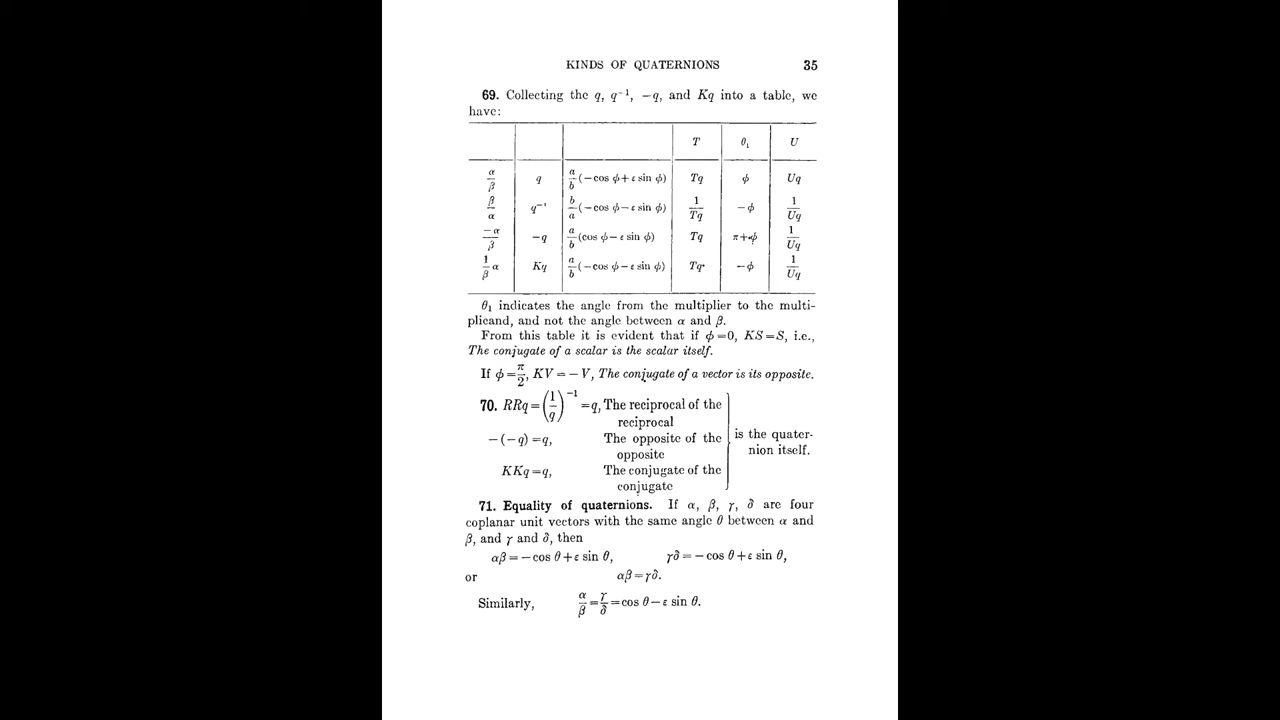 KINDS OF QUATERNIONS 35
69. Collecting the q, q⁻¹, −q, and Kq into a table, we
have:
T θ₁ U
α/β q a/b(−cos ϕ+ε sin ϕ) Tq ϕ Uq
β/α q⁻¹ b/a(−cos ϕ−ε sin ϕ) 1/Tq −ϕ 1/Uq
−α/β −q a/b(cos ϕ−ε sin ϕ) Tq π+ϕ 1/Uq
1/β α Kq a/b(−cos ϕ−ε sin ϕ) Tq −ϕ 1/Uq
θ₁ indicates the angle from the multiplier to the multi-
plicand, and not the angle between α and β.
From this table it is evident that if ϕ=0, KS=S, i.e.,
The conjugate of a scalar is the scalar itself.
If ϕ=π/2, KV=−V, The conjugate of a vector is its opposite.
70. RRq=(1/q)⁻¹=q, The reciprocal of the
reciprocal
−(−q)=q, The opposite of the
opposite
KKq=q, The conjugate of the
conjugate
is the quater-
nion itself.
71. Equality of quaternions. If α, β, γ, δ are four
coplanar unit vectors with the same angle θ between α and
β, and γ and δ, then
αβ=−cos θ+ε sin θ, γδ=−cos θ+ε sin θ,
or αβ=γδ.
Similarly, α/β=γ/δ=cos θ−ε sin θ.